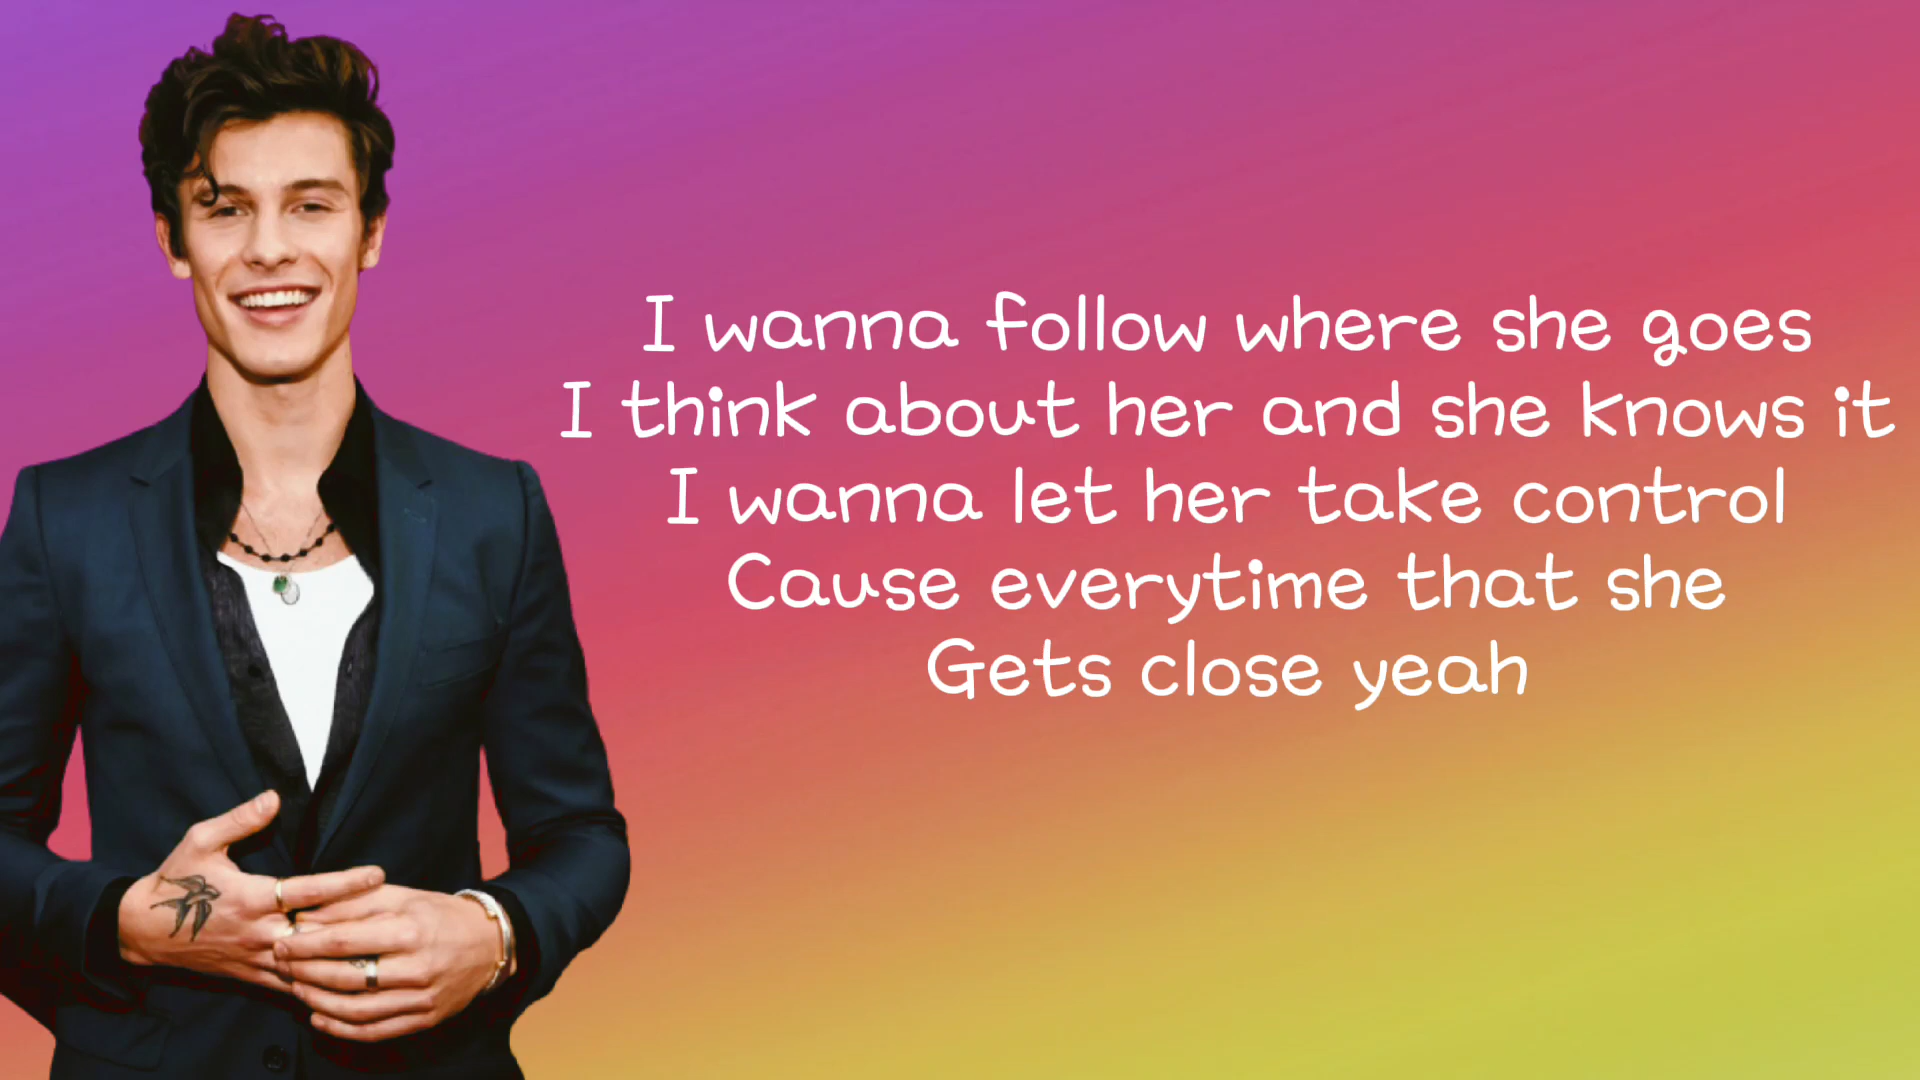 I wanna follow where she goes
I think about her and she knows it
I wanna let her take control
Cause everytime that she
Gets close yeah